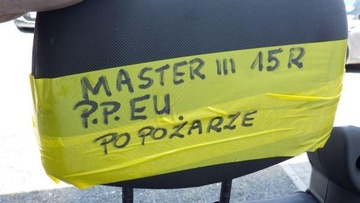 MASTER III 15R
P.P. EU.
PO POŻARZE